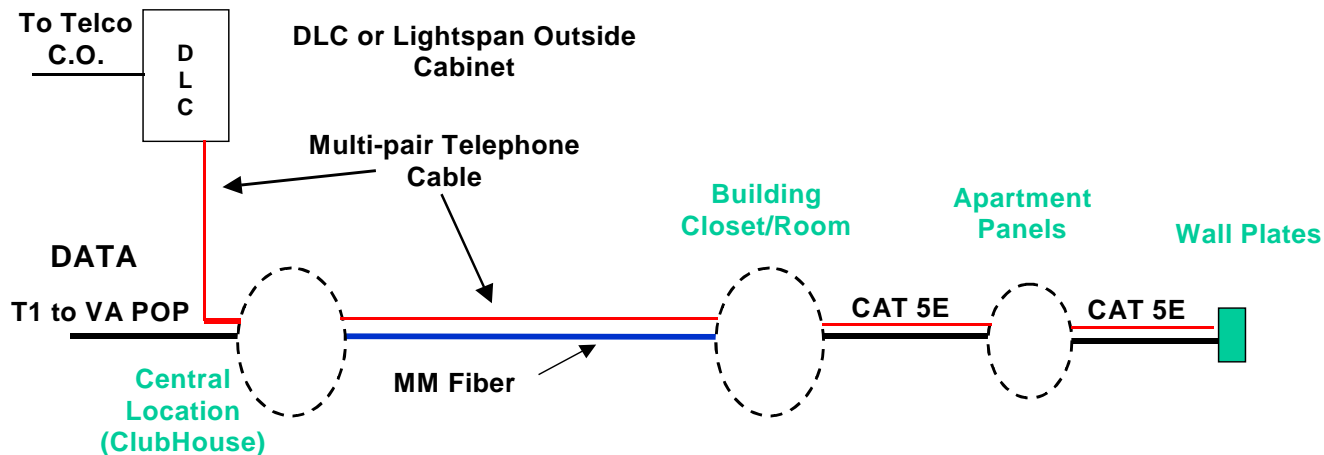 To Telco
C.O.
D
L
C
DLC or Lightspan Outside
Cabinet
Multi-pair Telephone
Cable
Building
Closet/Room
Apartment
Panels
Wall Plates
DATA
T1 to VA POP
CAT 5E
CAT 5E
MM Fiber
Central
Location
(ClubHouse)